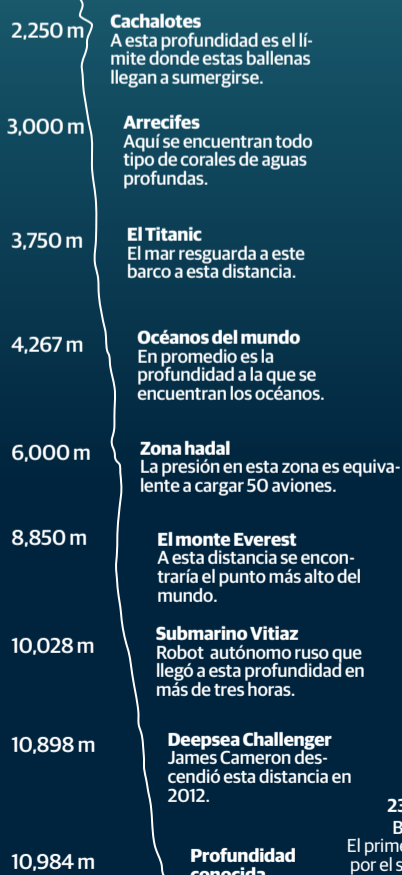 2,250 m
Cachalotes
A esta profundidad es el lí-
mite donde estas ballenas
llegan a sumergirse.
3,000 m
Arrecifes
Aquí se encuentran todo
tipo de corales de aguas
profundas.
3,750 m
El Titanic
El mar resguarda a este
barco a esta distancia.
4,267 m
Océanos del mundo
En promedio es la
profundidad a la que se
encuentran los océanos.
6,000 m
Zona hadal
La presión en esta zona es equiva-
lente a cargar 50 aviones.
8,850 m
El monte Everest
A esta distancia se encon-
traría el punto más alto del
mundo.
10,028 m
Submarino Vitiaz
Robot autónomo ruso que
llegó a esta profundidad en
más de tres horas.
10,898 m
Deepsea Challenger
James Cameron des-
cendió esta distancia en
2012.
10,984 m
Profundidad
conocida
23
B
El prime
por el s